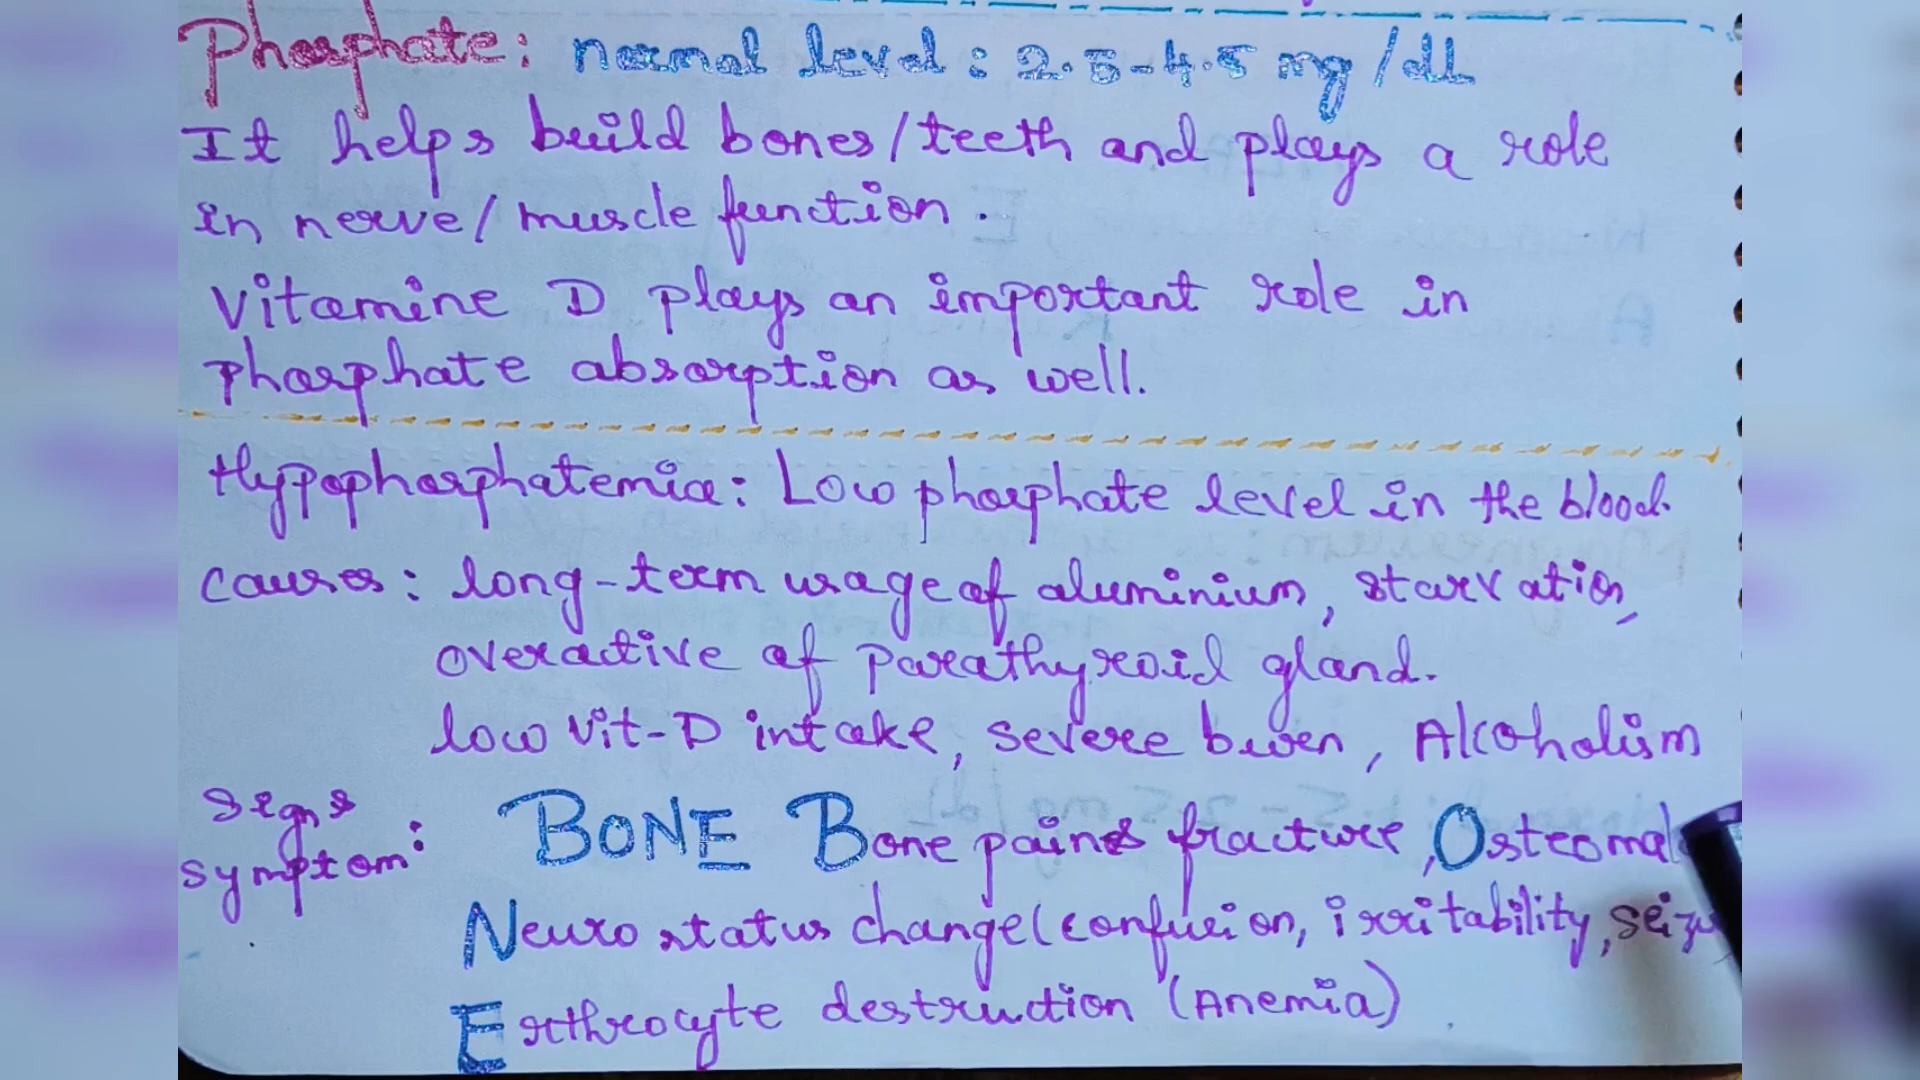 Phosphate: normal level: 2.5-4.5 mg/dL
It helps build bones/teeth and plays a role
in nerve/muscle function.
Vitamine D plays an important role in
phosphate absorption as well.
Hypophosphatemia: Low phosphate level in the blood.
causes: long-term usage of aluminium, starvation,
overactive of parathyroid gland.
low vit-D intake, severe buren, Alcoholism
Signs
symptom:
BONE Bone pain fracture, Osteomal
Neuro status change (confusion, irritability, seizu
Erthrocyte destruction (Anemia)